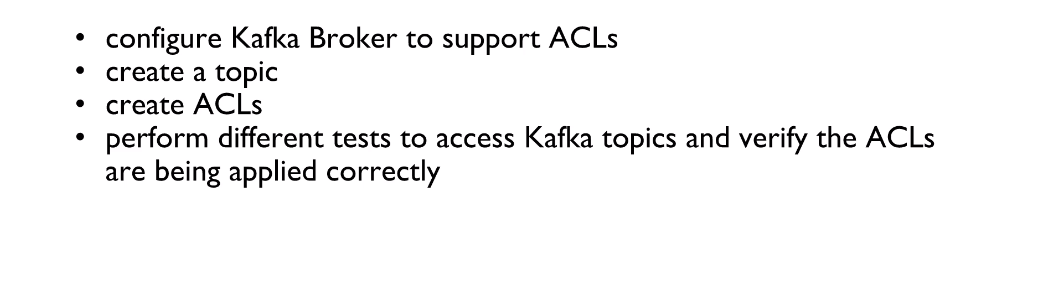 • configure Kafka Broker to support ACLs
• create a topic
• create ACLs
• perform different tests to access Kafka topics and verify the ACLs
are being applied correctly